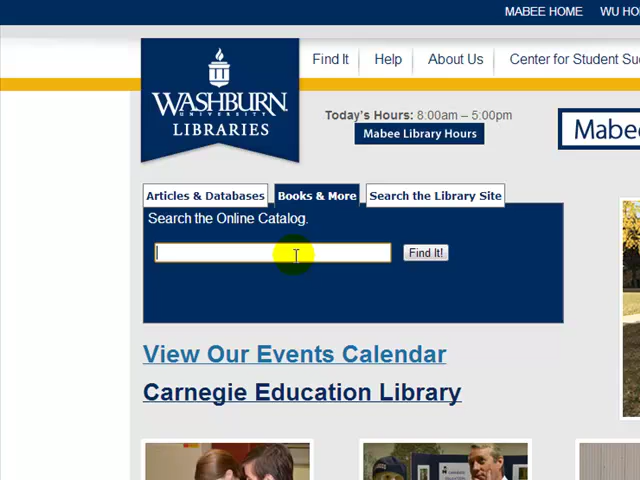 MABEE HOME WU HO
Find It Help About Us Center for Student Su
WASHBURN
UNIVERSITY
LIBRARIES
Today's Hours: 8:00am – 5:00pm
Mabee Library Hours
Mabe
Articles & Databases Books & More Search the Library Site
Search the Online Catalog.
Find It!
View Our Events Calendar
Carnegie Education Library